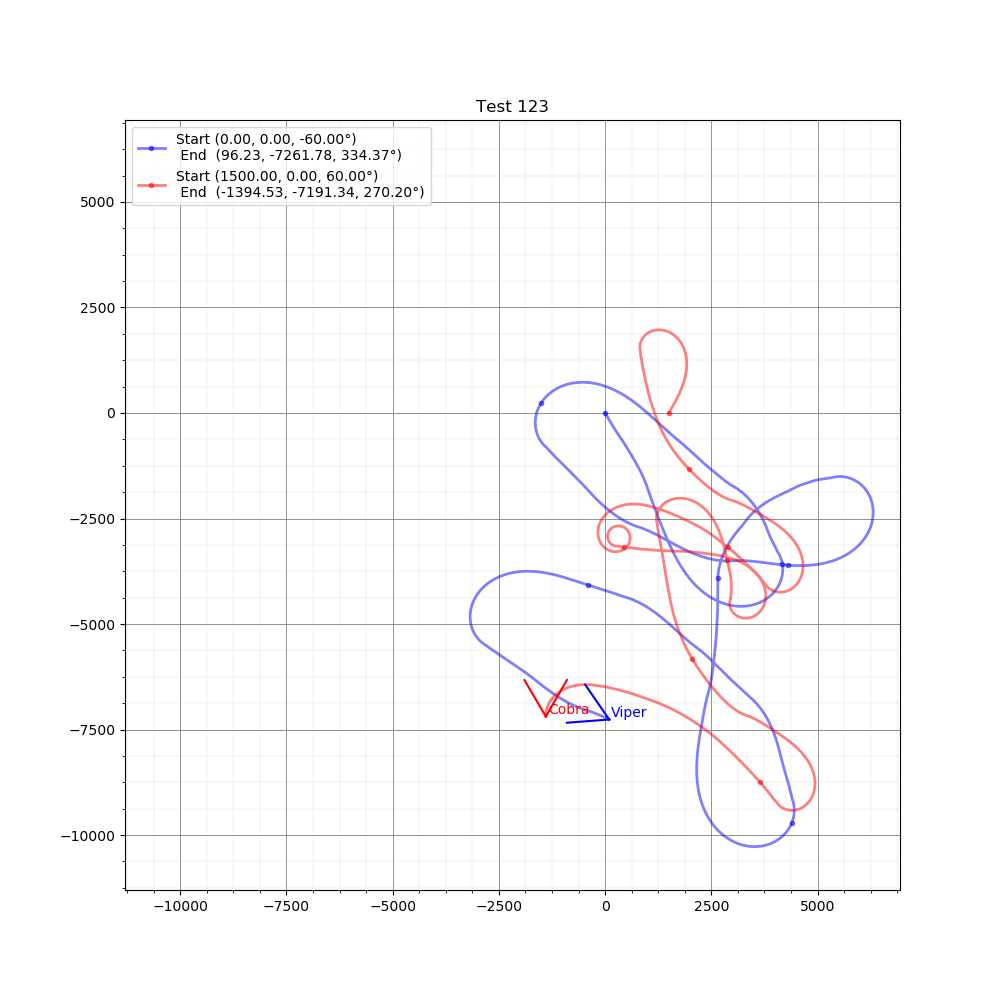 Test 123
Start (0.00, 0.00, -60.00°)
End (96.23, -7261.78, 334.37°)
Start (1500.00, 0.00, 60.00°)
End (-1394.53, -7191.34, 270.20°)
5000
2500
0
−2500
−5000
−7500
−10000
Cobra
Viper
−10000 −7500 −5000 −2500 0 2500 5000